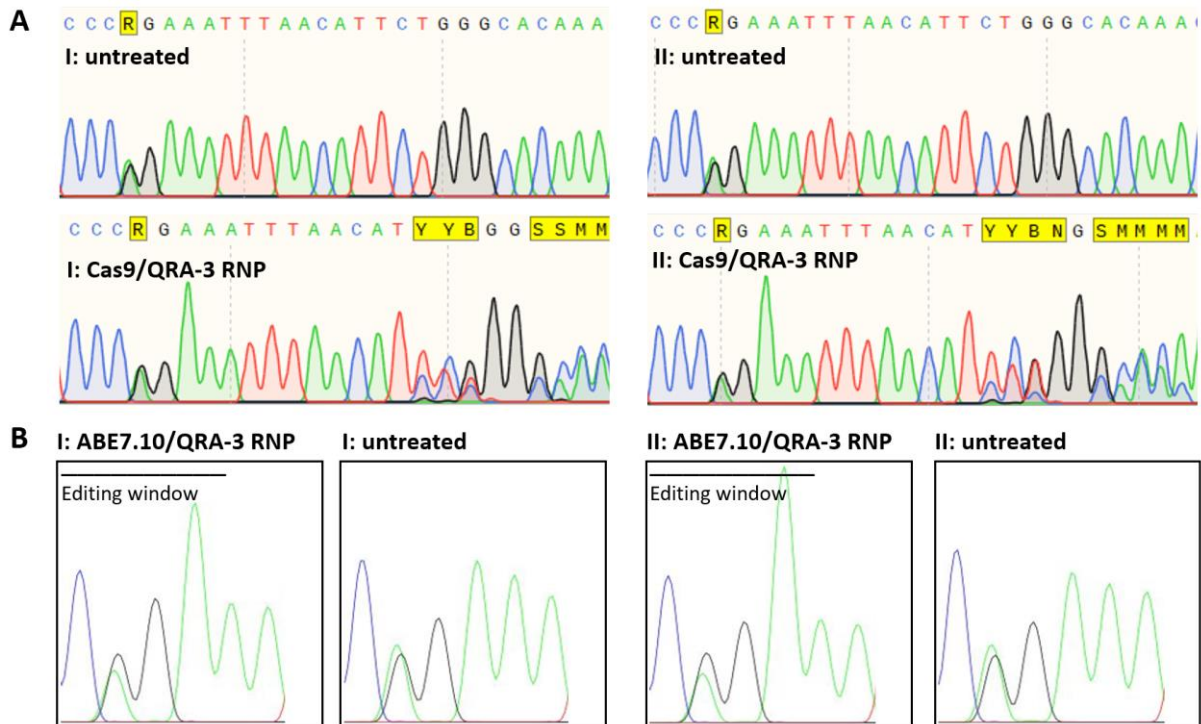 A
C C C R G A A A T T T A A C A T T C T G G G C A C A A A
I: untreated
C C C R G A A A T T T A A C A T T C T G G G C A C A A A
II: untreated
C C C R G A A A T T T A A C A T Y Y B G G S S M M
I: Cas9/QRA-3 RNP
C C C R G A A A T T T A A C A T Y Y B N G S M M M M
II: Cas9/QRA-3 RNP
B
I: ABE7.10/QRA-3 RNP
I: untreated
II: ABE7.10/QRA-3 RNP
II: untreated
Editing window
Editing window